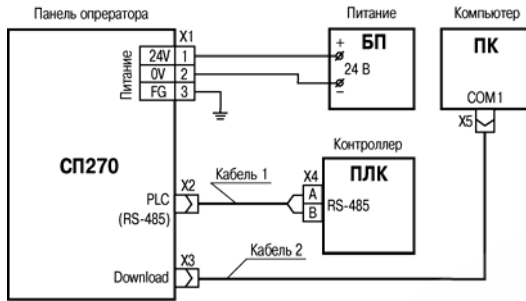 Панель опрератора
Питание
Компьютер
X1
24V 1
0V 2
FG 3
Питание
+
БП
24 В
–
ПК
COM1
X5
СП270
Контроллер
X2
PLC
(RS-485)
Кабель 1
X4
A
B
ПЛК
RS-485
X3
Download
Кабель 2